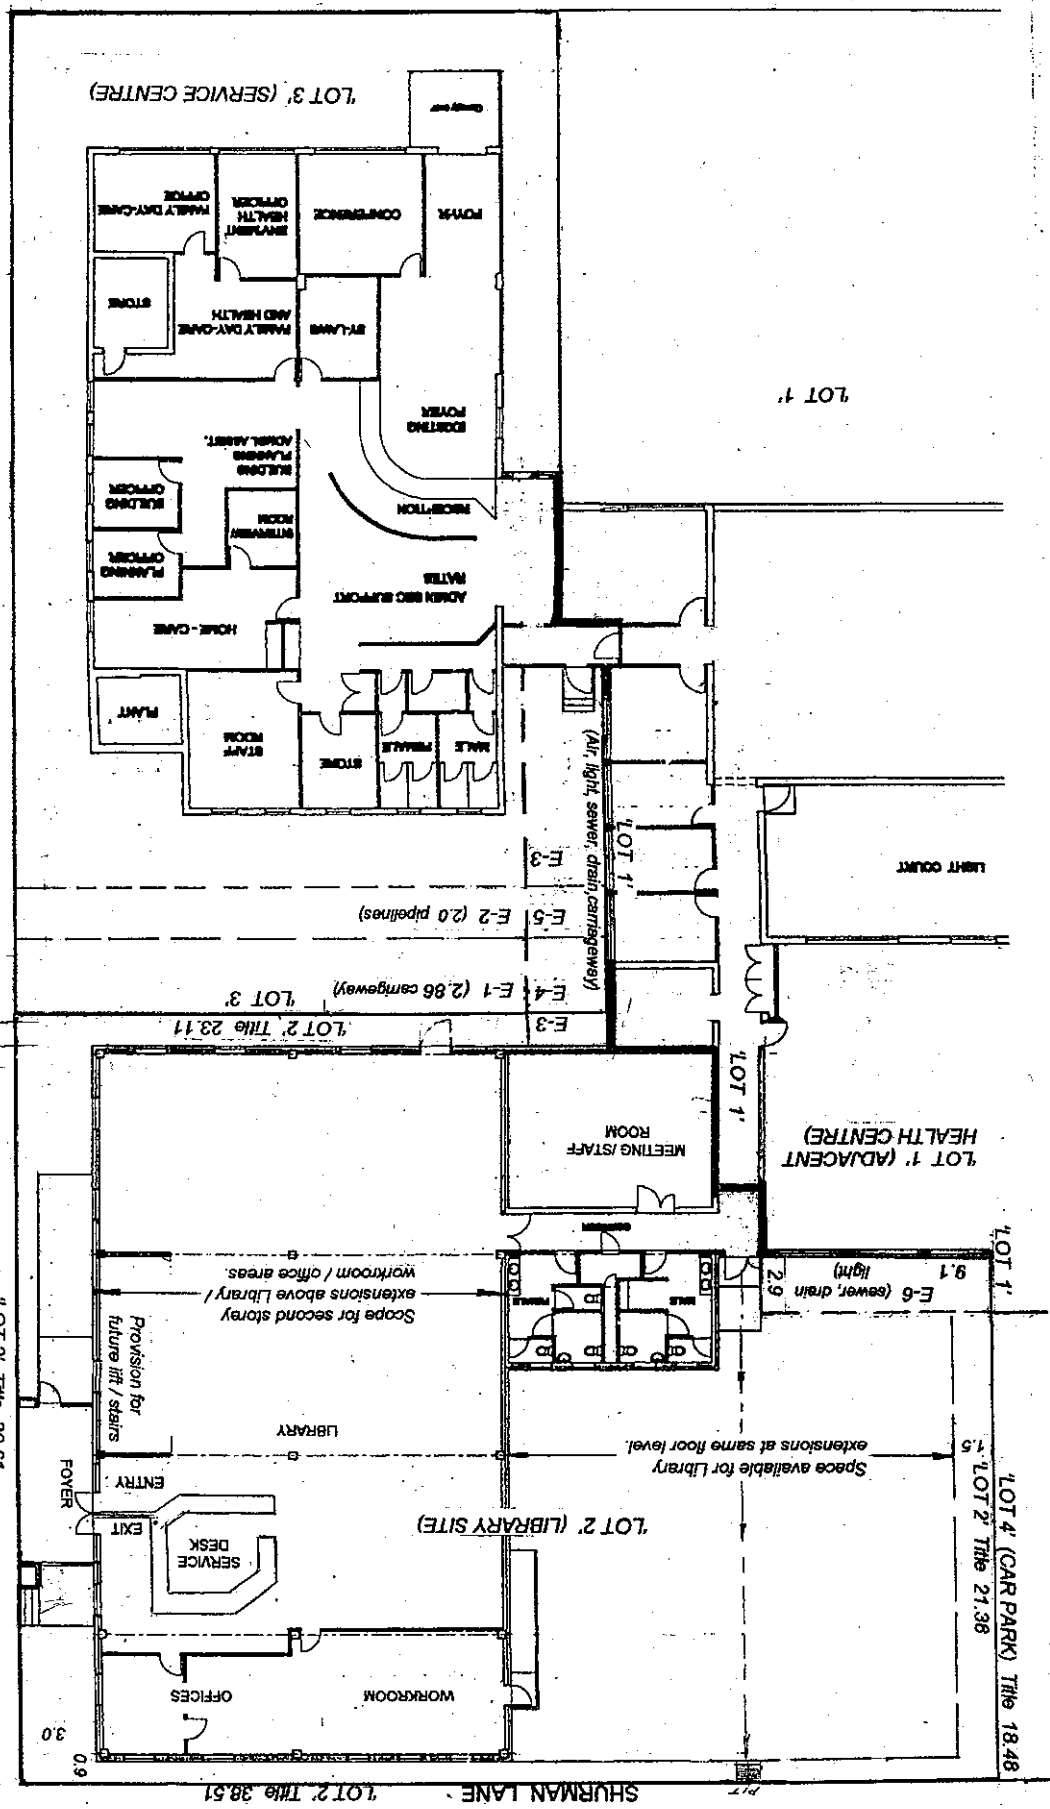 SHURMAN LANE
'LOT 2' Title 38.51
0.9
3.0
WORKROOM
OFFICES
'LOT 4' (CAR PARK) Title 18.48
'LOT 2' Title 21.38
1.5
'LOT 2' (LIBRARY SITE)
SERVICE
DESK
EXIT
ENTRY
FOYER
Space available for Library
extensions at same floor level.
LIBRARY
Provision for
future lift / stairs
Scope for second storey
extensions above Library /
workroom / office areas.
MALE
FEMALE
E-6 (sewer, drain
light)
9.1
2.9
'LOT 1'
CORRIDOR
MEETING / STAFF
ROOM
'LOT 1' (ADJACENT
HEALTH CENTRE)
'LOT 1'
'LOT 2' Title 23.11
'LOT 3'
E-3
E-4
E-1 (2.86 carrigeway)
E-5
E-2 (2.0 pipelines)
E-3
(Air, light, sewer, drain, carriageway)
'LOT 1'
LIGHT COURT
MALE
FEMALE
STORE
STAFF
ROOM
PLANT
HOME - CARE
ADMIN SEC SUPPORT
RATES
PLANNING
OFFICER
INTERVIEW
ROOM
BUILDING
OFFICER
RECEPTION
BUILDING
PLANNING
ADMIN. ASSIST.
EXISTING
FOYER
'LOT 1'
BY-LAWS
FAMILY DAY-CARE
AND HEALTH
STORE
FOYER
CONFERENCE
HEALTH
OFFICER
FAMILY DAY-CARE
OFFICE
'LOT 3' (SERVICE CENTRE)